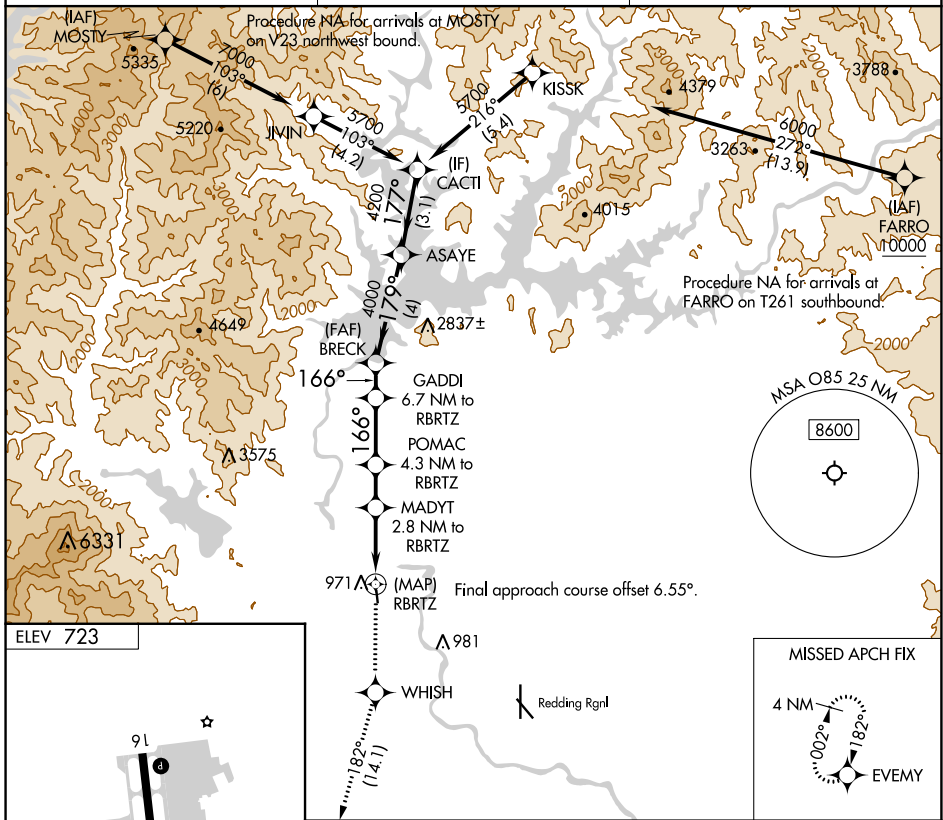 (IAF)
MOSTY
Procedure NA for arrivals at MOSTY
on V23 northwest bound.
5335
7000
103°
(6)
KISSK
4379
3788
5220
JIVIN
5700
103°
(4.2)
5700
216°
(5.4)
3263
6000
272°
(13.9)
(IF)
CACTI
2000
4015
(IAF)
FARRO
10000
4200
177°
(3.1)
ASAYE
Procedure NA for arrivals at
FARRO on T261 southbound.
4649
2000
4000
179°
(4)
2837±
(FAF)
BRECK
2000
166°
GADDI
6.7 NM to
RBRTZ
MSA O85 25 NM
8600
166°
POMAC
4.3 NM to
RBRTZ
3575
2000
MADYT
2.8 NM to
RBRTZ
6331
971
(MAP)
RBRTZ
Final approach course offset 6.55°.
ELEV 723
981
MISSED APCH FIX
WHISH
Redding Rgnl
4 NM
002°
182°
EVEMY
16
P
182°
(14.1)